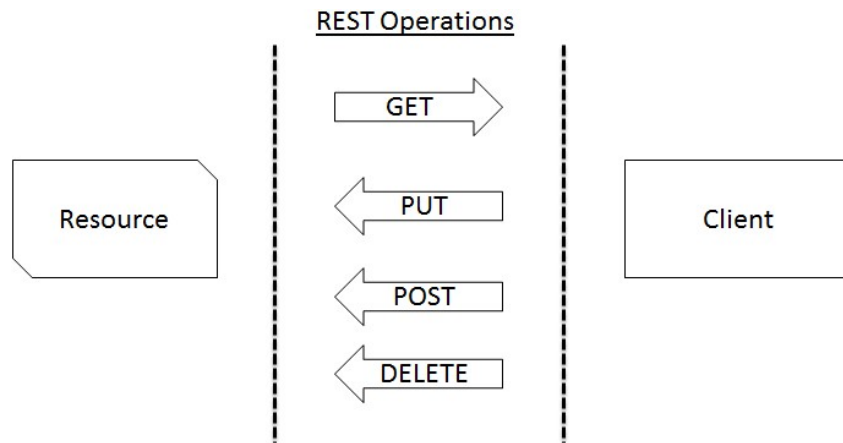 REST Operations
GET
Resource
PUT
Client
POST
DELETE